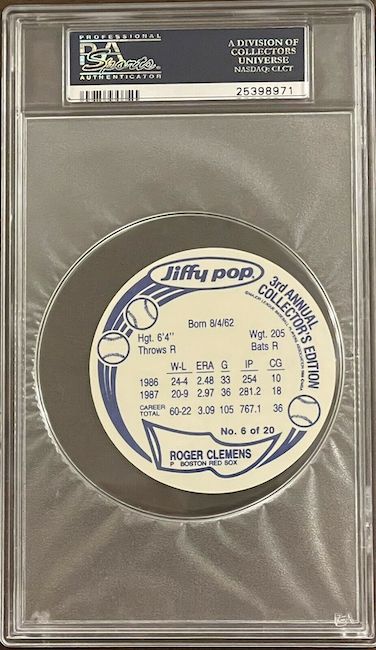 PROFESSIONAL
PSA
Sports
AUTHENTICATOR
A DIVISION OF
COLLECTORS
UNIVERSE
NASDAQ: CLCT
25398971
Jiffy pop
3rd ANNUAL
COLLECTOR'S EDITION
Born 8/4/62
Hgt. 6'4" Wgt. 205
Throws R Bats R
W-L ERA G IP CG
1986 24-4 2.48 33 254 10
1987 20-9 2.97 36 281.2 18
CAREER
TOTAL 60-22 3.09 105 767.1 36
No. 6 of 20
ROGER CLEMENS
P BOSTON RED SOX